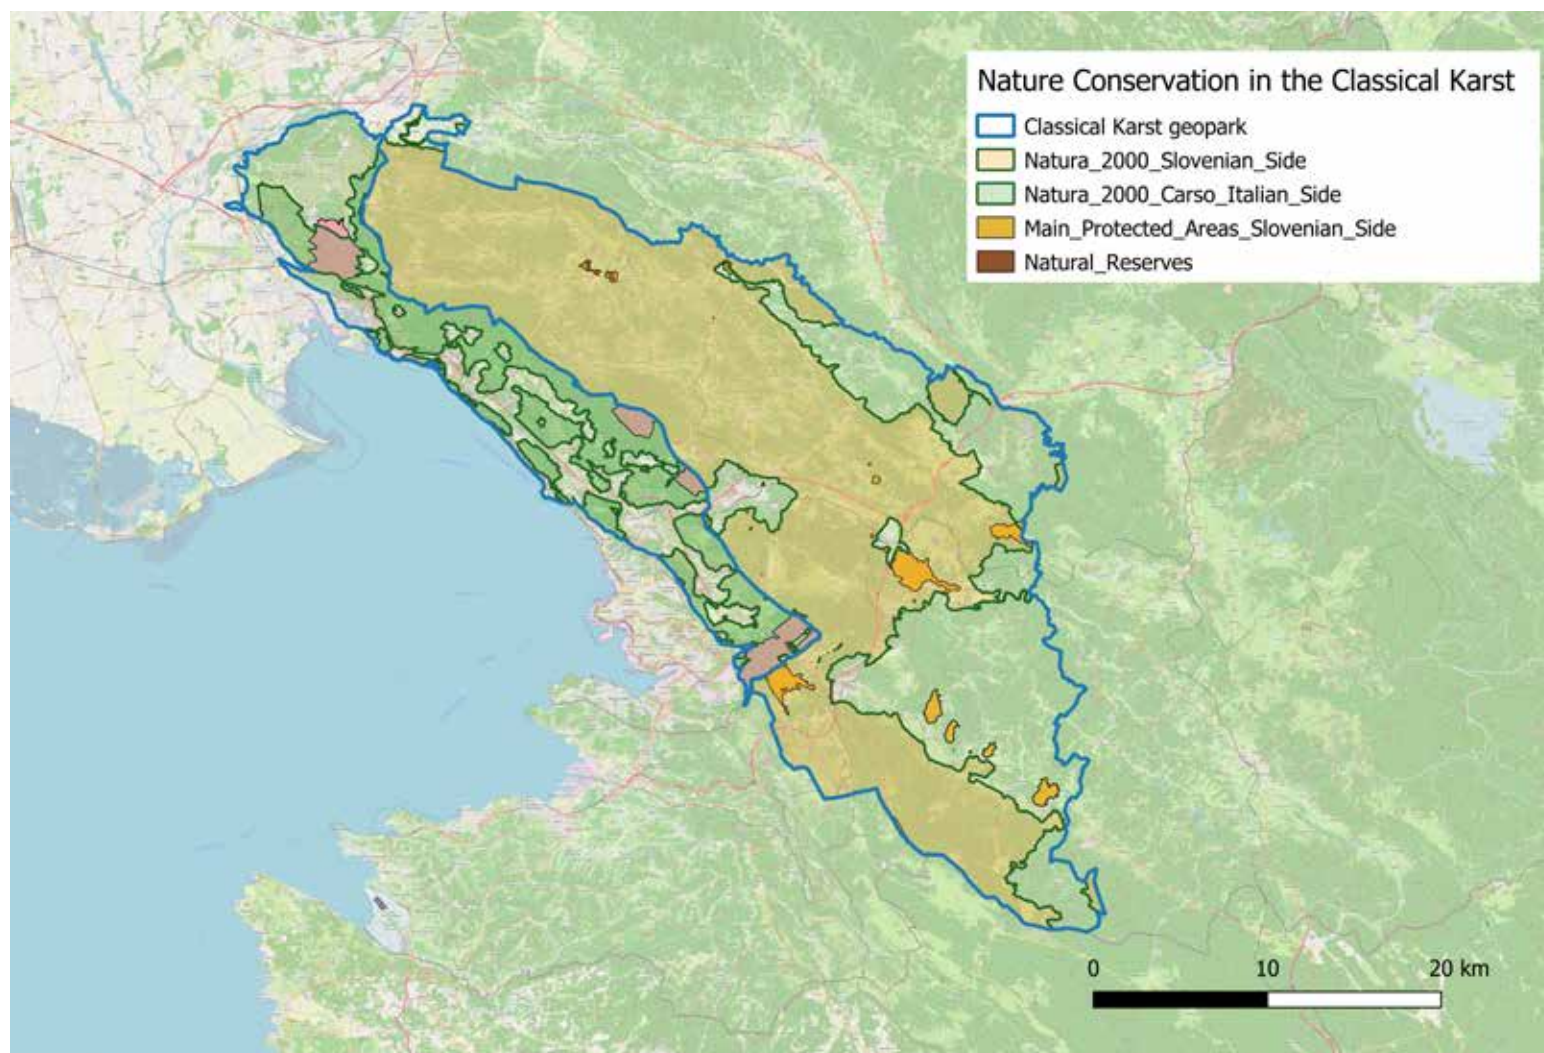 Nature Conservation in the Classical Karst
Classical Karst geopark
Natura_2000_Slovenian_Side
Natura_2000_Carso_Italian_Side
Main_Protected_Areas_Slovenian_Side
Natural_Reserves
0 10 20 km